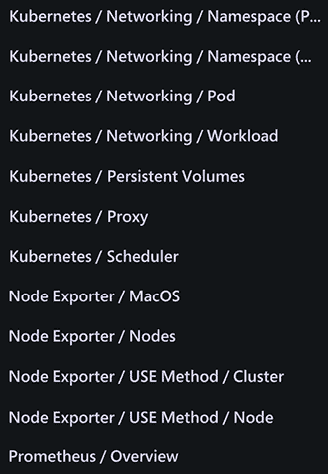 Kubernetes / Networking / Namespace (P...
Kubernetes / Networking / Namespace (...
Kubernetes / Networking / Pod
Kubernetes / Networking / Workload
Kubernetes / Persistent Volumes
Kubernetes / Proxy
Kubernetes / Scheduler
Node Exporter / MacOS
Node Exporter / Nodes
Node Exporter / USE Method / Cluster
Node Exporter / USE Method / Node
Prometheus / Overview